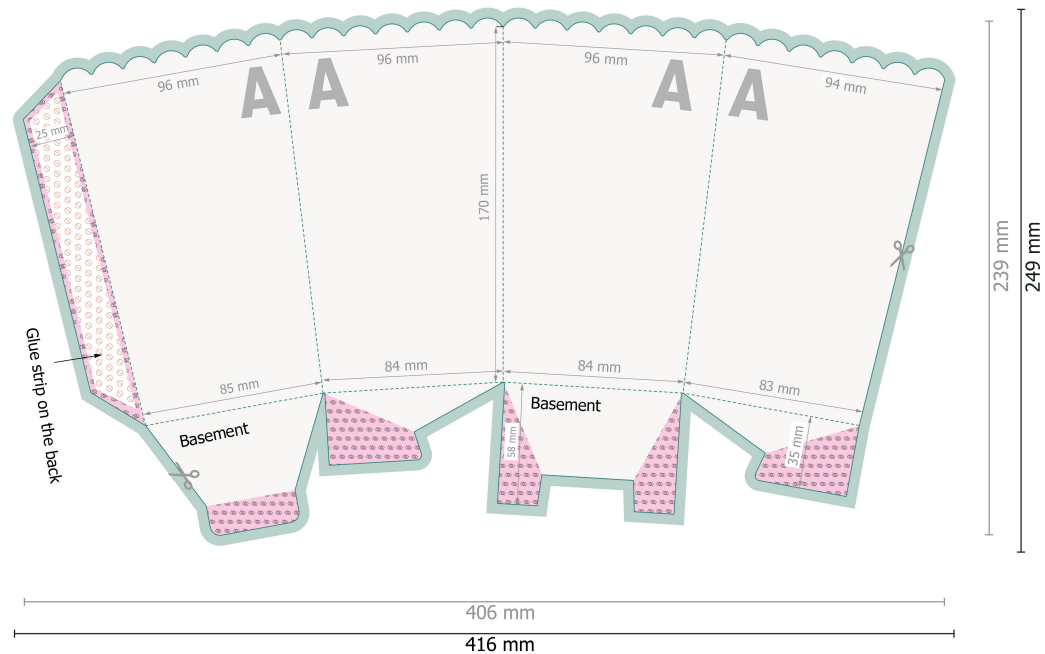 96 mm
A
A
96 mm
96 mm
A
A
94 mm
25 mm
170 mm
239 mm
249 mm
Glue strip on the back
85 mm
84 mm
84 mm
83 mm
Basement
Basement
58 mm
35 mm
406 mm
416 mm